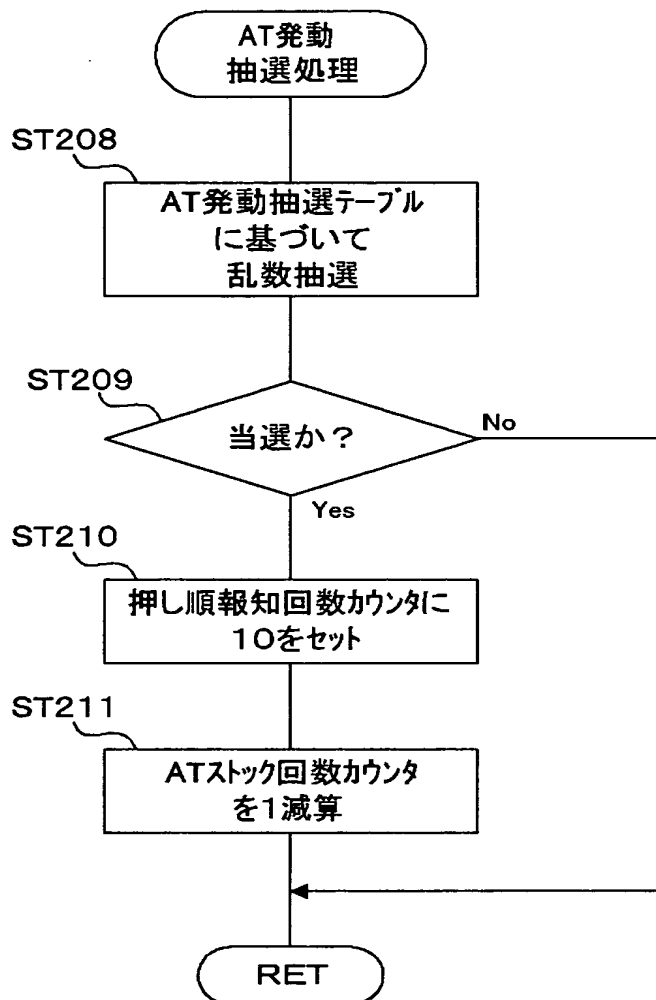 AT発動
抽選処理
ST208
AT発動抽選テーブル
に基づいて
乱数抽選
ST209
当選か？
No
Yes
ST210
押し順報知回数カウンタに
１０をセット
ST211
ATストック回数カウンタ
を１減算
RET